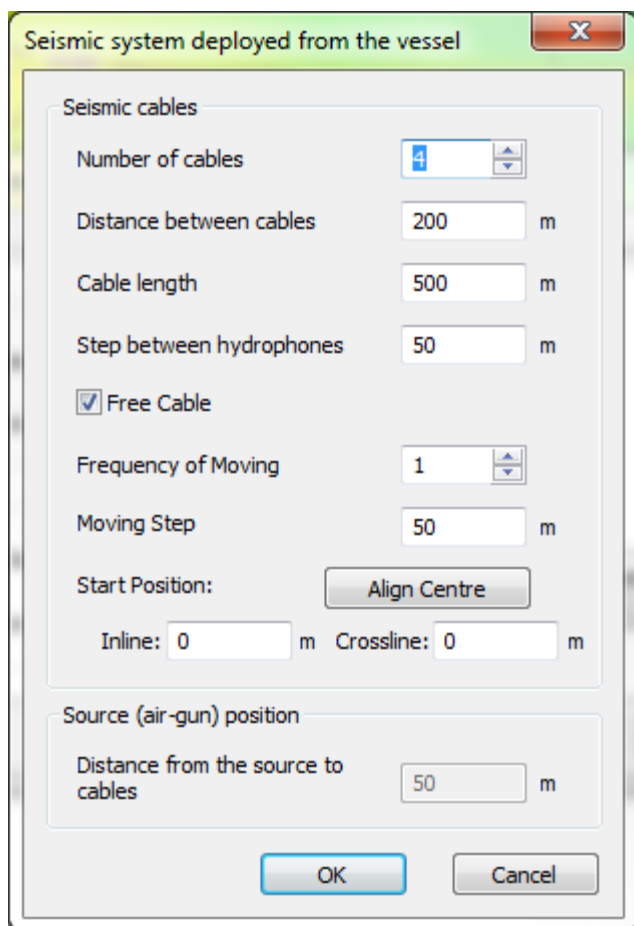 Seismic system deployed from the vessel
Seismic cables
Number of cables 4
Distance between cables 200 m
Cable length 500 m
Step between hydrophones 50 m
Free Cable
Frequency of Moving 1
Moving Step 50 m
Start Position: Align Centre
Inline: 0 m Crossline: 0 m
Source (air-gun) position
Distance from the source to
cables 50 m
OK Cancel